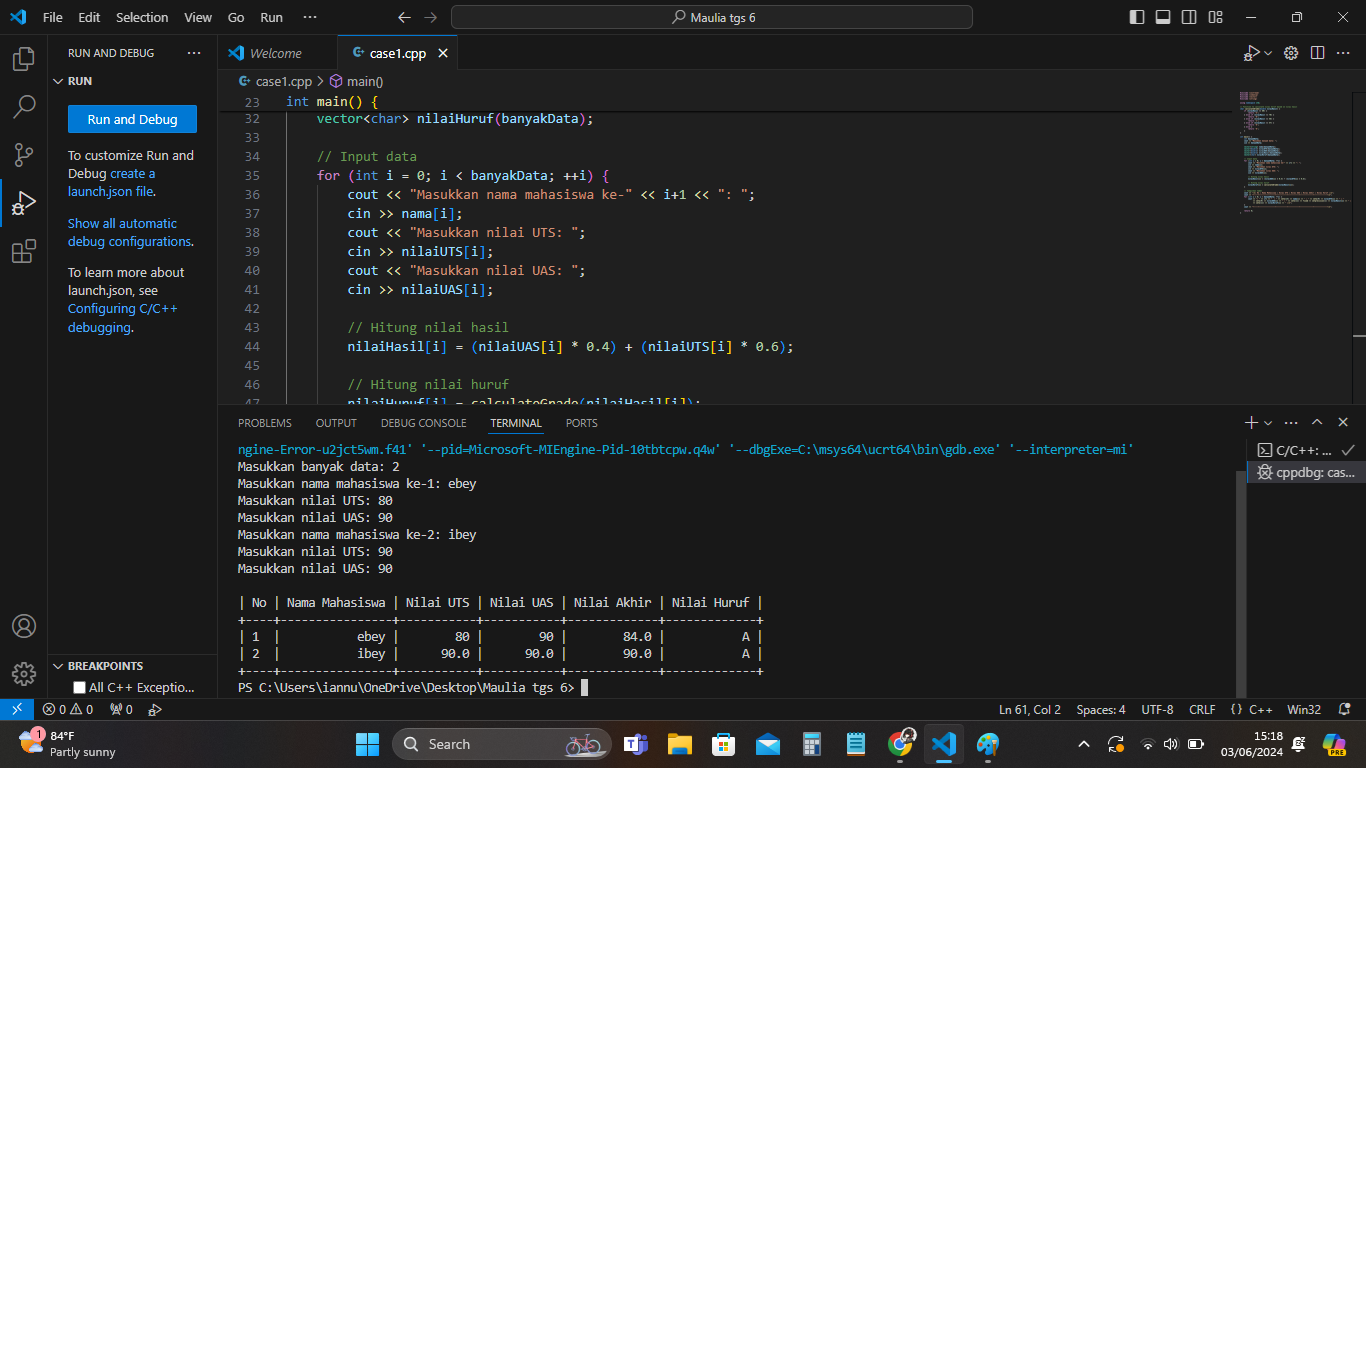 File Edit Selection View Go Run ··· Maulia tgs 6
RUN AND DEBUG ···
RUN
Run and Debug
To customize Run and
Debug create a
launch.json file.
Show all automatic
debug configurations.
To learn more about
launch.json, see
Configuring C/C++
debugging.
BREAKPOINTS
All C++ Exceptio...
Welcome case1.cpp
case1.cpp > main()
23 int main() {
32 vector<char> nilaiHuruf(banyakData);
33
34 // Input data
35 for (int i = 0; i < banyakData; ++i) {
36 cout << "Masukkan nama mahasiswa ke-" << i+1 << ": ";
37 cin >> nama[i];
38 cout << "Masukkan nilai UTS: ";
39 cin >> nilaiUTS[i];
40 cout << "Masukkan nilai UAS: ";
41 cin >> nilaiUAS[i];
42
43 // Hitung nilai hasil
44 nilaiHasil[i] = (nilaiUAS[i] * 0.4) + (nilaiUTS[i] * 0.6);
45
46 // Hitung nilai huruf
47 nilaiHuruf[i] = calculateGrade(nilaiHasil[i]);
PROBLEMS OUTPUT DEBUG CONSOLE TERMINAL PORTS
ngine-Error-u2jct5wm.f41' '--pid=Microsoft-MIEngine-Pid-10tbtcpw.q4w' '--dbgExe=C:\msys64\ucrt64\bin\gdb.exe' '--interpreter=mi'
Masukkan banyak data: 2
Masukkan nama mahasiswa ke-1: ebey
Masukkan nilai UTS: 80
Masukkan nilai UAS: 90
Masukkan nama mahasiswa ke-2: ibey
Masukkan nilai UTS: 90
Masukkan nilai UAS: 90
| No | Nama Mahasiswa | Nilai UTS | Nilai UAS | Nilai Akhir | Nilai Huruf |
+----+----------------+-----------+-----------+-------------+-------------+
| 1 | ebey | 80 | 90 | 84.0 | A |
| 2 | ibey | 90.0 | 90.0 | 90.0 | A |
+----+----------------+-----------+-----------+-------------+-------------+
PS C:\Users\iannu\OneDrive\Desktop\Maulia tgs 6>
C/C++: ...
cppdbg: cas...
0 0 0 Ln 61, Col 2 Spaces: 4 UTF-8 CRLF {} C++ Win32
1 84°F
Partly sunny
Search
15:18
03/06/2024
PRE